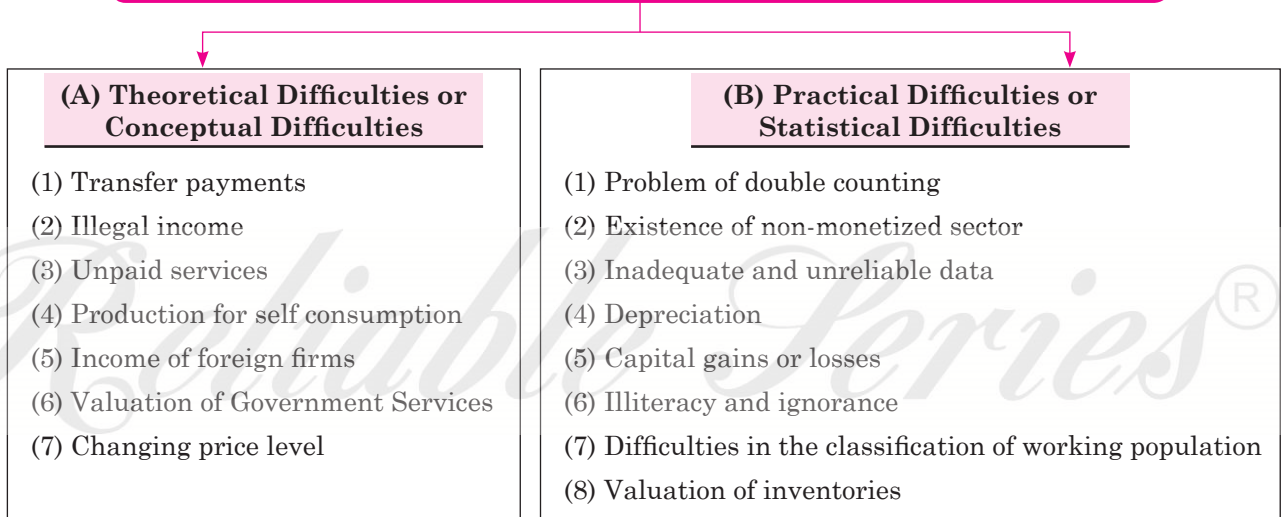 (A) Theoretical Difficulties or
Conceptual Difficulties
(1) Transfer payments
(2) Illegal income
(3) Unpaid services
(4) Production for self consumption
(5) Income of foreign firms
(6) Valuation of Government Services
(7) Changing price level
(B) Practical Difficulties or
Statistical Difficulties
(1) Problem of double counting
(2) Existence of non-monetized sector
(3) Inadequate and unreliable data
(4) Depreciation
(5) Capital gains or losses
(6) Illiteracy and ignorance
(7) Difficulties in the classification of working population
(8) Valuation of inventories
Reliable Series®